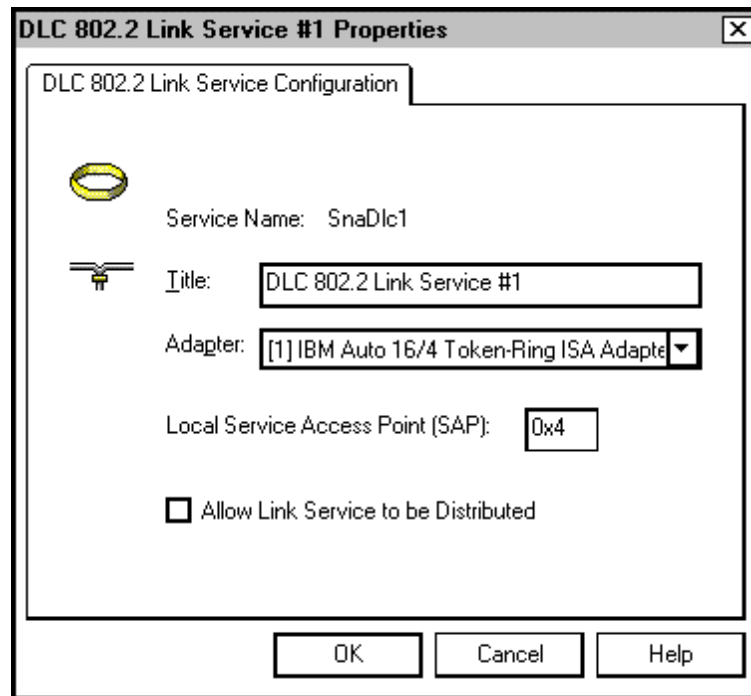 DLC 802.2 Link Service #1 Properties
DLC 802.2 Link Service Configuration
Service Name: SnaDlc1
Title: DLC 802.2 Link Service #1
Adapter: [1] IBM Auto 16/4 Token-Ring ISA Adapte
Local Service Access Point (SAP): 0x4
Allow Link Service to be Distributed
OK Cancel Help